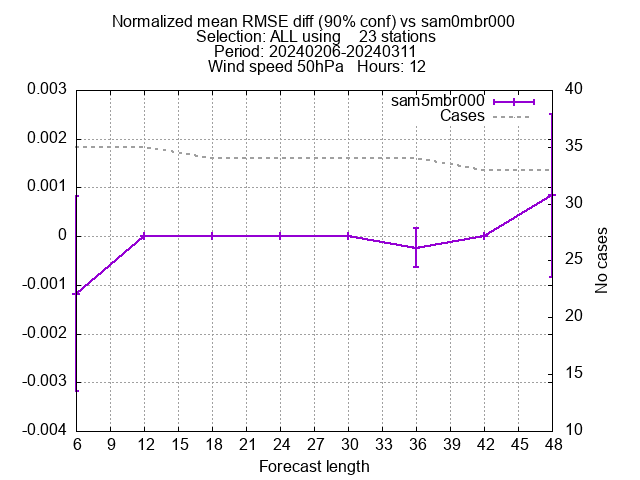 Normalized mean RMSE diff (90% conf) vs sam0mbr000
Selection: ALL using    23 stations
Period: 20240206-20240311
Wind speed 50hPa   Hours: 12
sam5mbr000
Cases
0.003
0.002
0.001
0
-0.001
-0.002
-0.003
-0.004
40
35
30
25
20
15
10
No cases
6 9 12 15 18 21 24 27 30 33 36 39 42 45 48
Forecast length